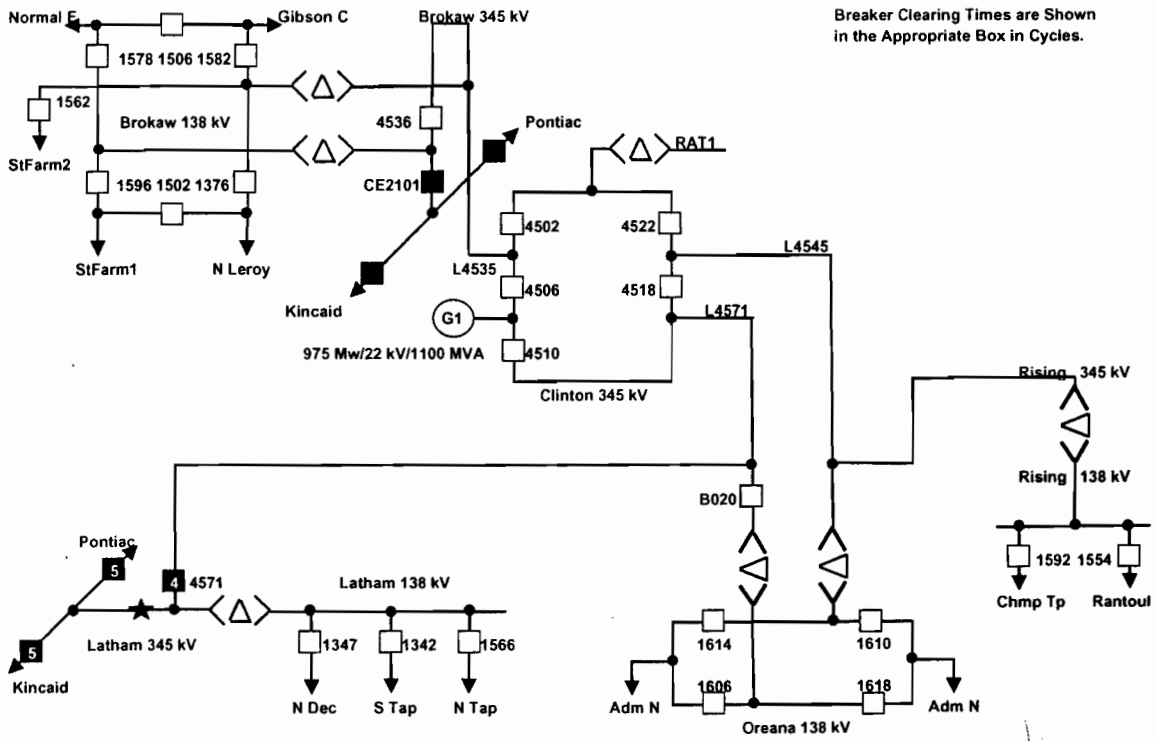 Normal E
Gibson C
Brokaw 345 kV
Breaker Clearing Times are Shown
in the Appropriate Box in Cycles.
1578 1506 1582
1562
Brokaw 138 kV
4536
Pontiac
StFarm2
RAT1
1596 1502 1376
CE2101
4502
4522
StFarm1
N Leroy
L4535
L4545
4506
4518
Kincaid
G1
L4571
4510
975 Mw/22 kV/1100 MVA
Clinton 345 kV
Rising 345 kV
Rising 138 kV
B020
Pontiac
5
4
4571
Latham 138 kV
1592
1554
Chmp Tp
Rantoul
Latham 345 kV
5
Kincaid
1347
1342
1566
1614
1610
N Dec
S Tap
N Tap
1606
1618
Adm N
Adm N
Oreana 138 kV